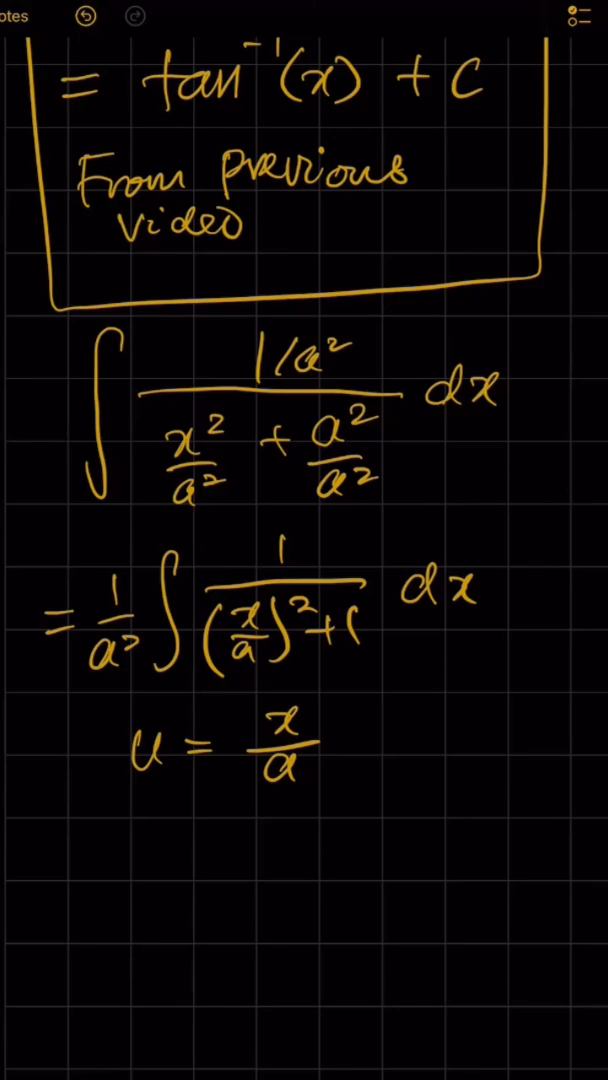 otes
= tan⁻¹(x) + C
From previous
video
∫ (1/a²) / (x²/a² + a²/a²) dx
= 1/a² ∫ 1 / ((x/a)² + 1) dx
u = x/a